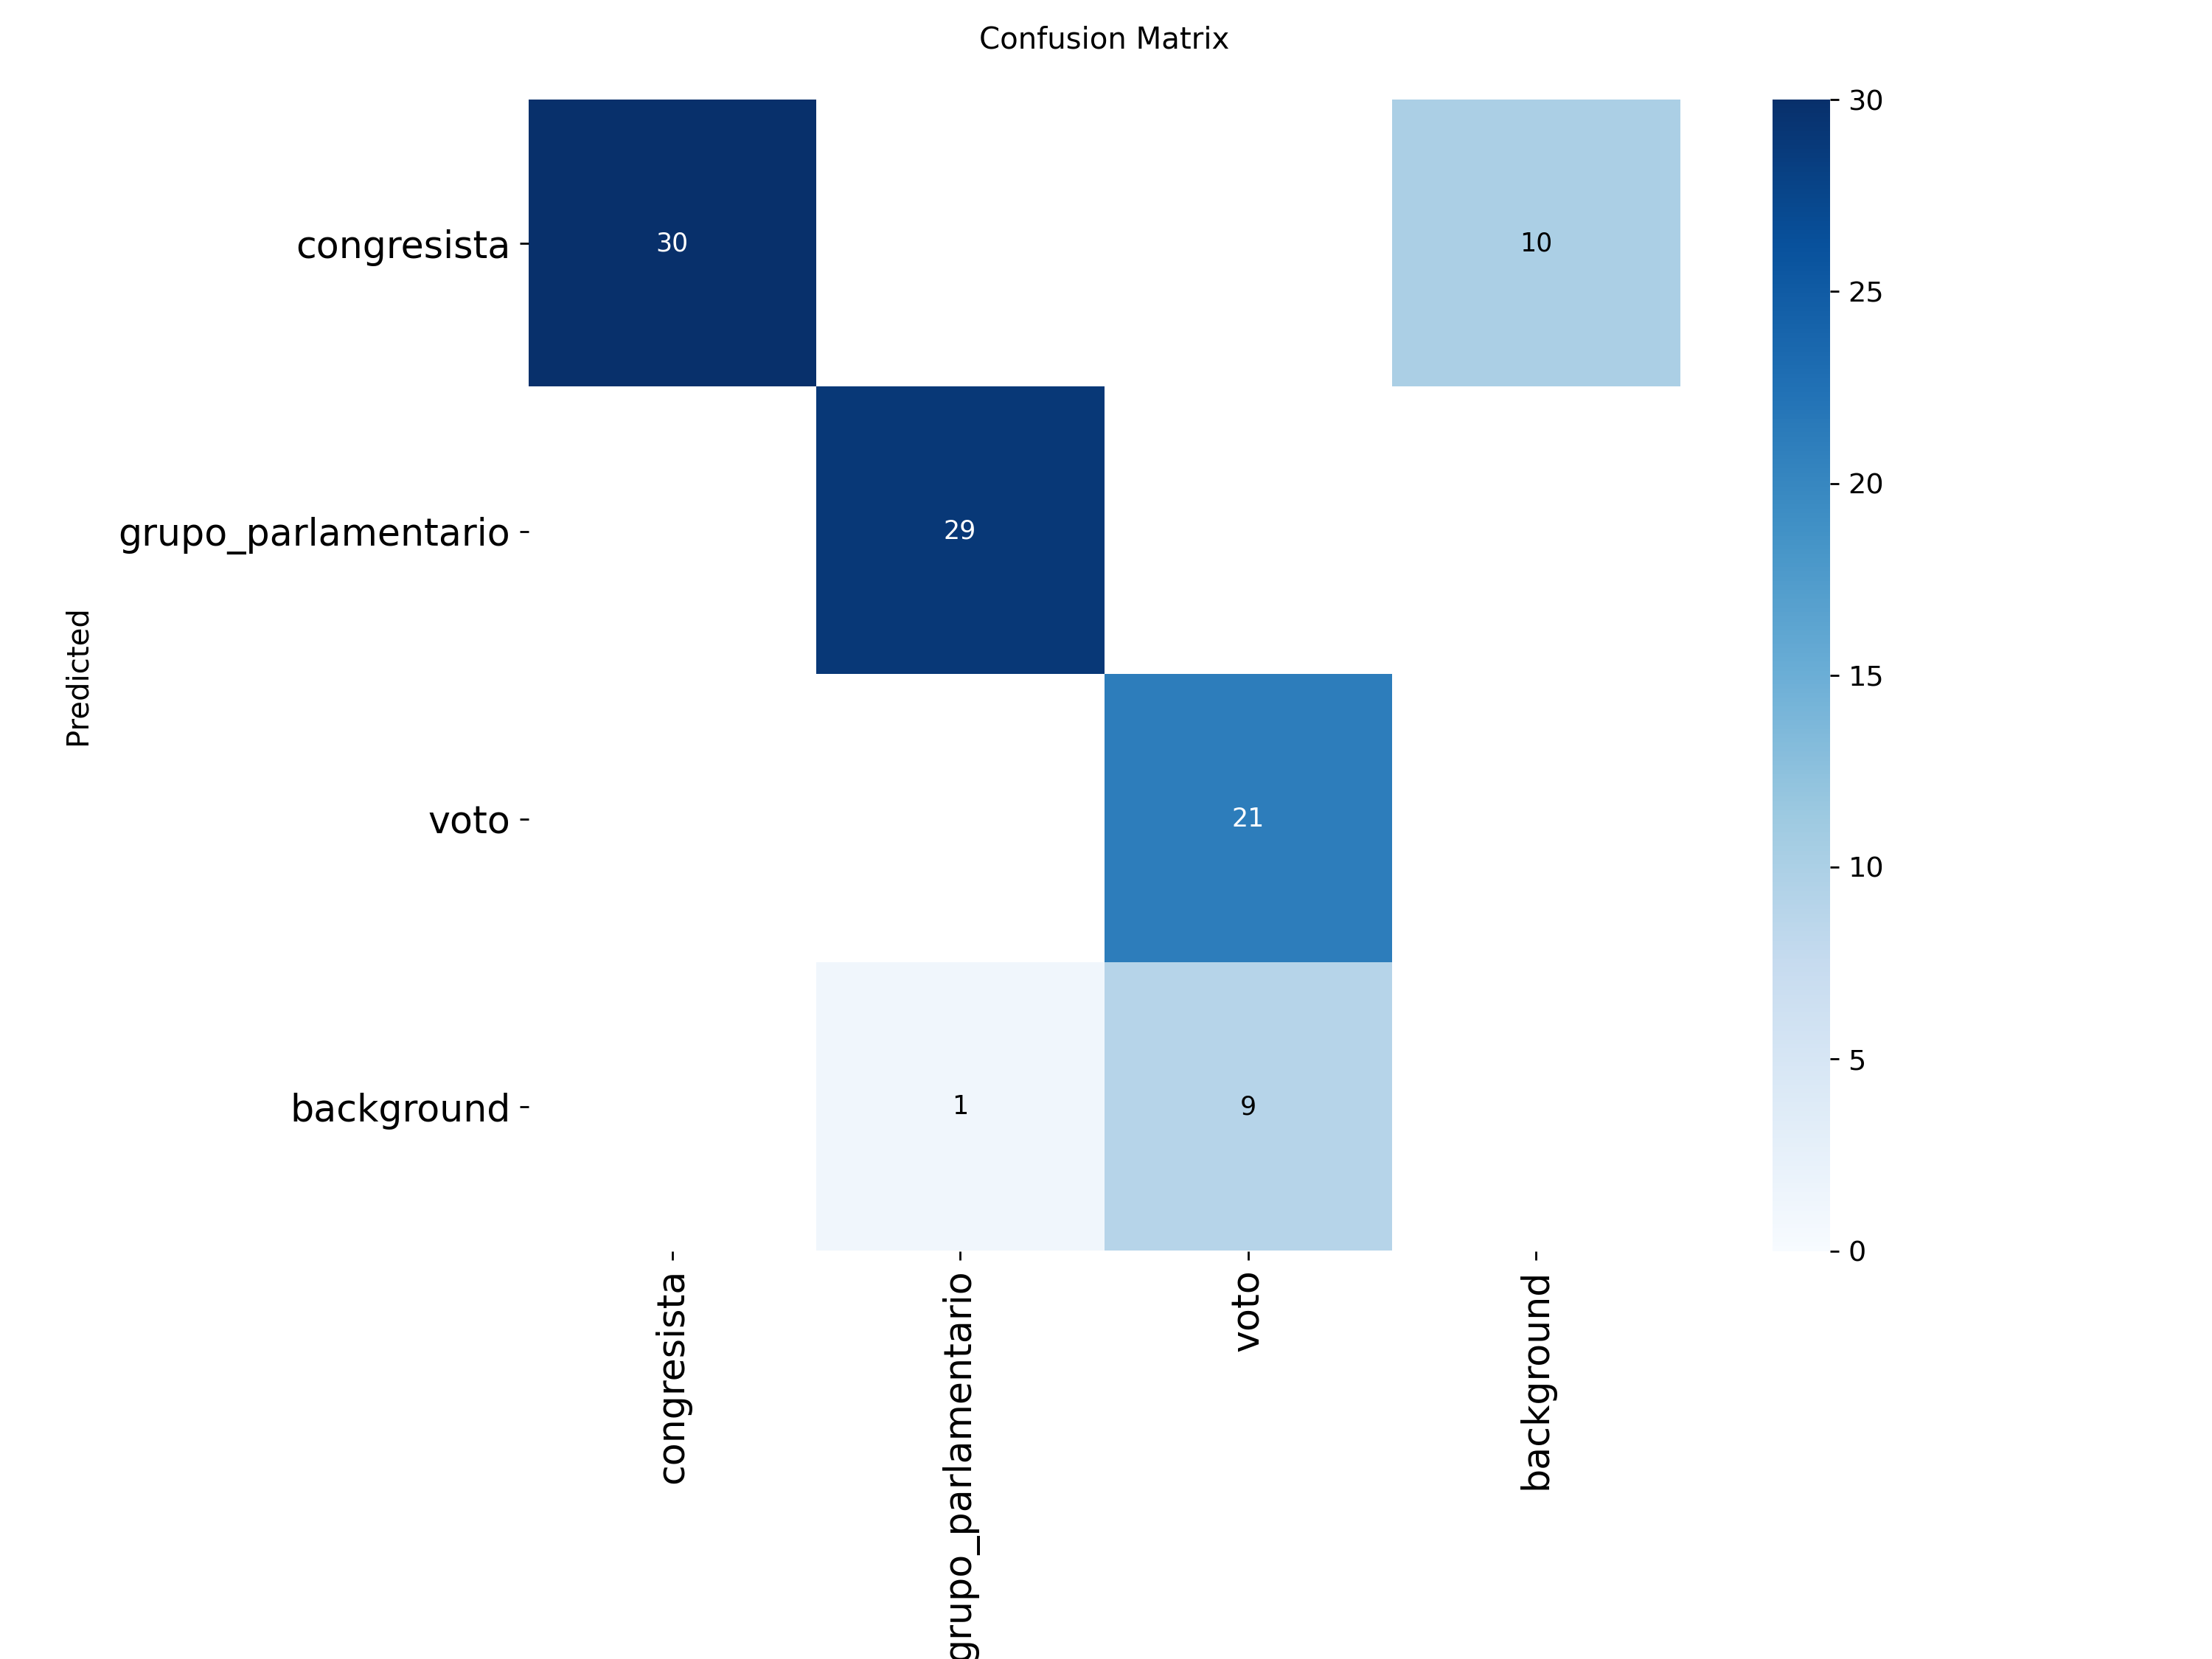 Confusion Matrix
congresista
30
10
30
25
20
15
10
5
0
grupo_parlamentario
29
Predicted
voto
21
background
1
9
congresista
grupo_parlamentario
voto
background